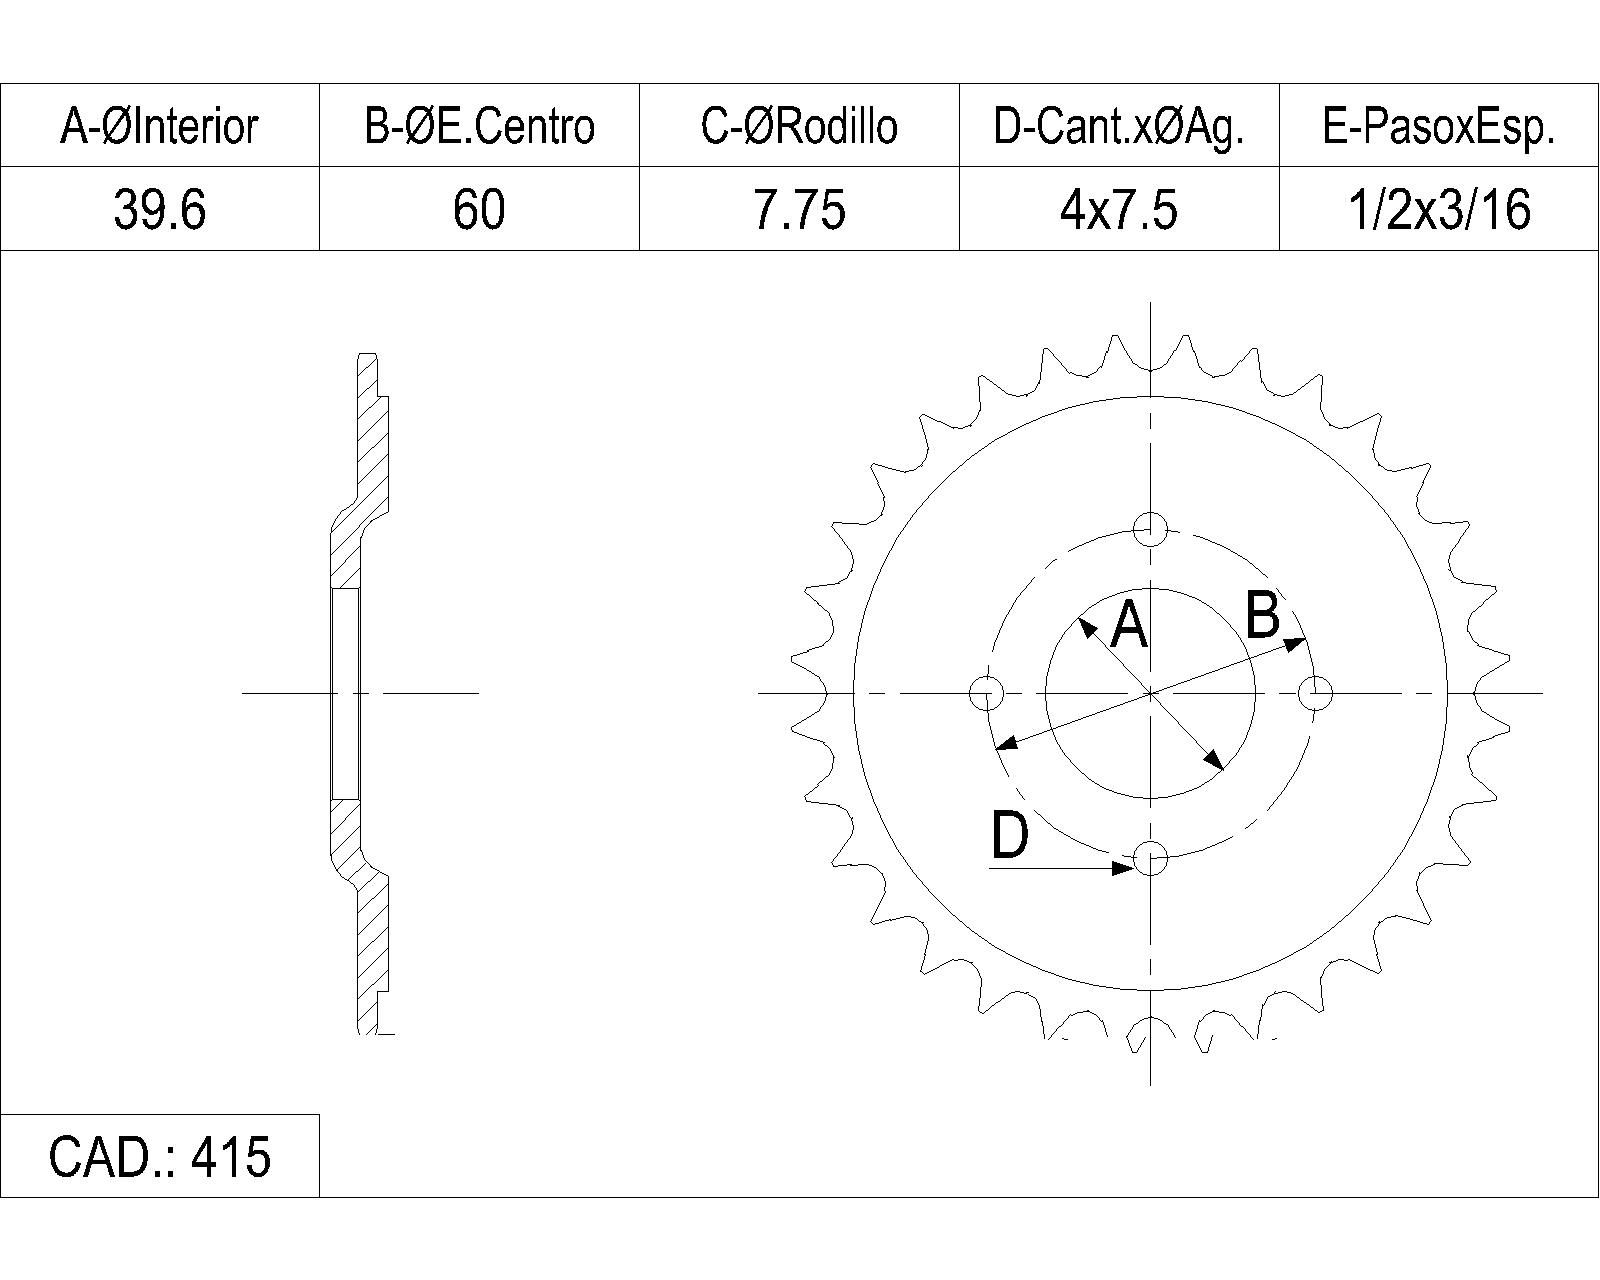 A-ØInterior B-ØE.Centro C-ØRodillo D-Cant.xØAg. E-PasoxEsp.
39.6 60 7.75 4x7.5 1/2x3/16
A B
D
CAD.: 415